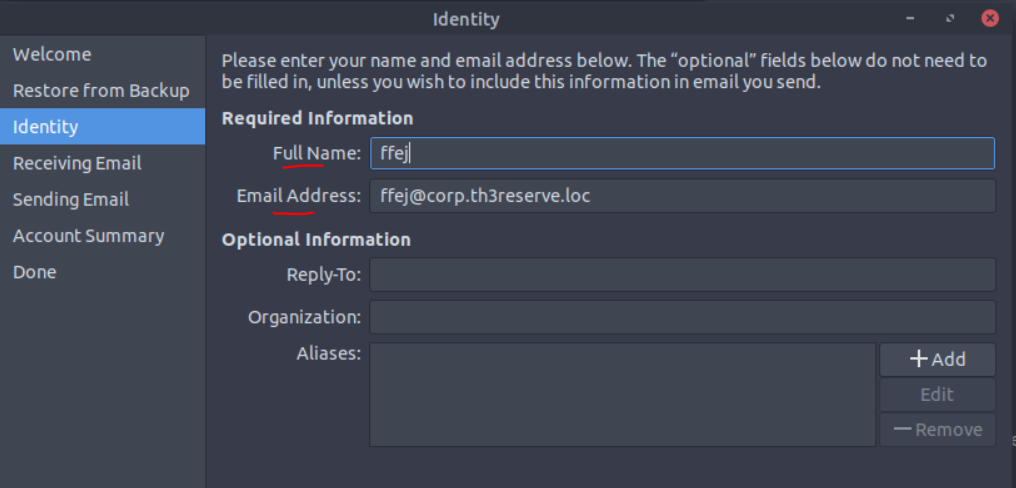 Identity
Welcome
Restore from Backup
Identity
Receiving Email
Sending Email
Account Summary
Done
Please enter your name and email address below. The “optional” fields below do not need to
be filled in, unless you wish to include this information in email you send.
Required Information
Full Name: ffej
Email Address: ffej@corp.th3reserve.loc
Optional Information
Reply-To:
Organization:
Aliases:
Add
Edit
Remove